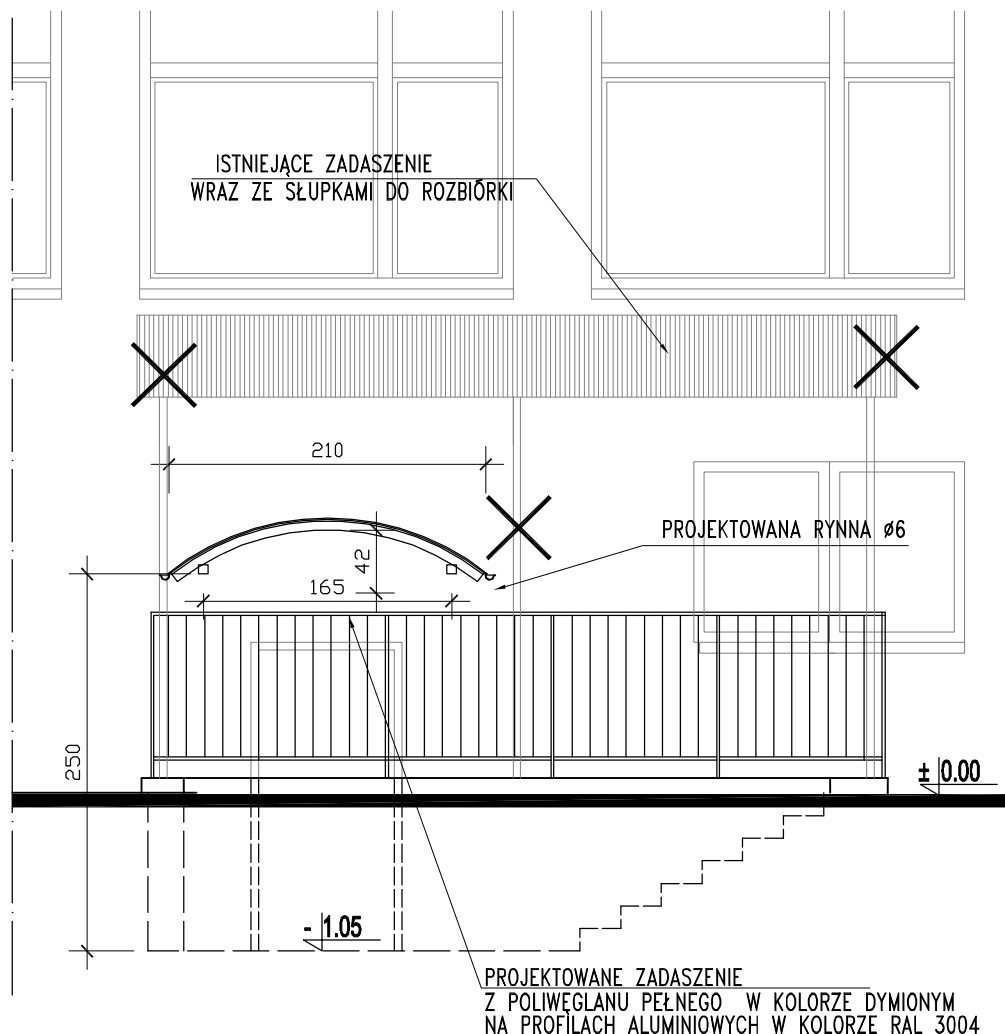 ISTNIEJĄCE ZADASZENIE
WRAZ ZE SŁUPKAMI DO ROZBIÓRKI
210
PROJEKTOWANA RYNNA ø6
42
165
250
± 0.00
- 1.05
PROJEKTOWANE ZADASZENIE
Z POLIWĘGLANU PEŁNEGO W KOLORZE DYMIONYM
NA PROFILACH ALUMINIOWYCH W KOLORZE RAL 3004